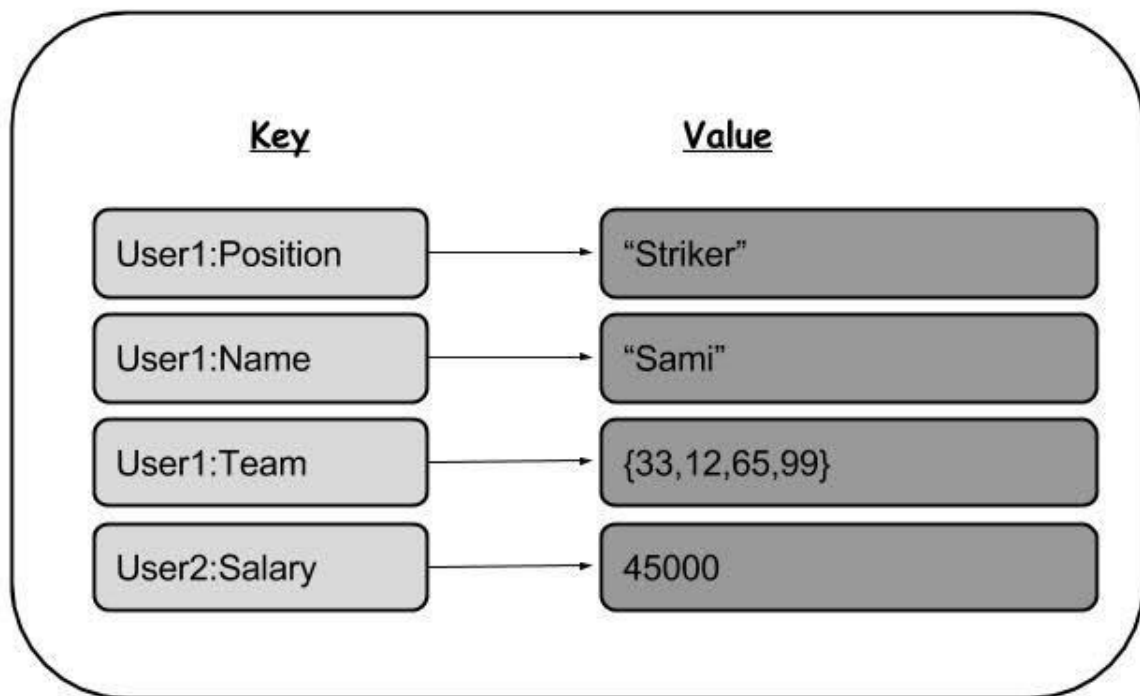 Key Value
User1:Position “Striker”
User1:Name “Sami”
User1:Team {33,12,65,99}
User2:Salary 45000